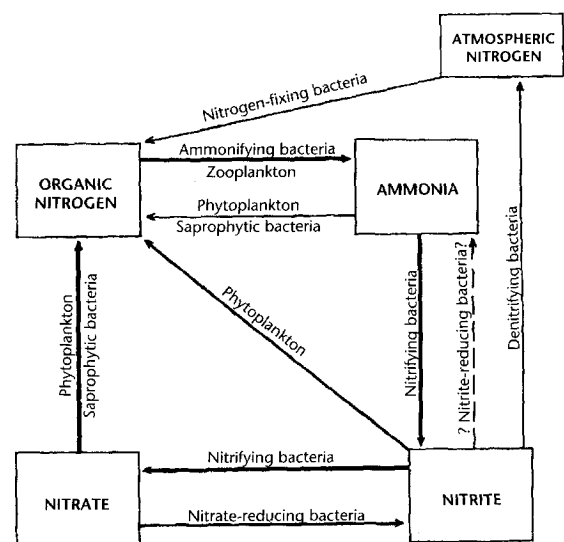 ATMOSPHERIC
NITROGEN
Nitrogen-fixing bacteria
ORGANIC
NITROGEN
Ammonifying bacteria
Zooplankton
AMMONIA
Phytoplankton
Saprophytic bacteria
Phytoplankton
Saprophytic bacteria
Phytoplankton
Nitrifying bacteria
? Nitrite-reducing bacteria?
Denitrifying bacteria
NITRATE
Nitrifying bacteria
Nitrate-reducing bacteria
NITRITE